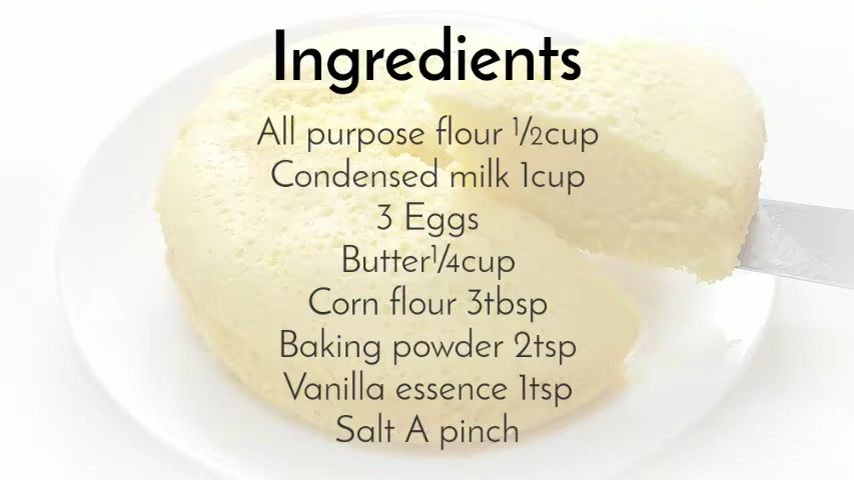 Ingredients
All purpose flour ½cup
Condensed milk 1cup
3 Eggs
Butter¼cup
Corn flour 3tbsp
Baking powder 2tsp
Vanilla essence 1tsp
Salt A pinch